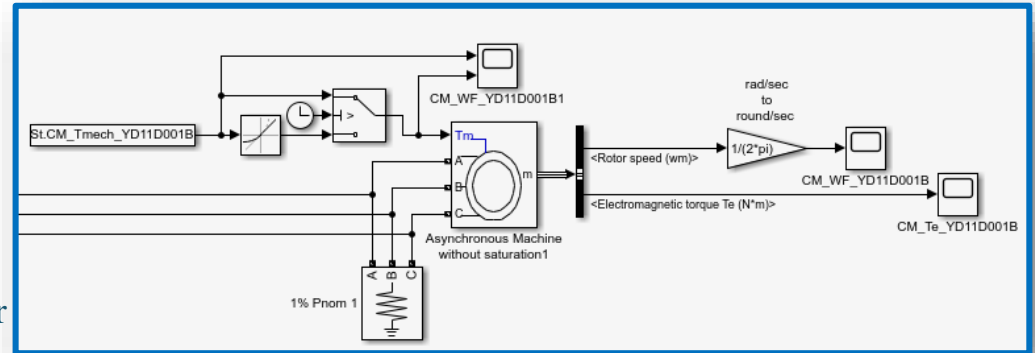 rad/sec
to
round/sec
CM_WF_YD11D001B1
St.CM_Tmech_YD11D001B
>
Tm
A
B
C
m
1/(2*pi)
<Rotor speed (wm)>
CM_WF_YD11D001B
<Electromagnetic torque Te (N*m)>
CM_Te_YD11D001B
Asynchronous Machine
without saturation1
A B C
1% Pnom 1
r